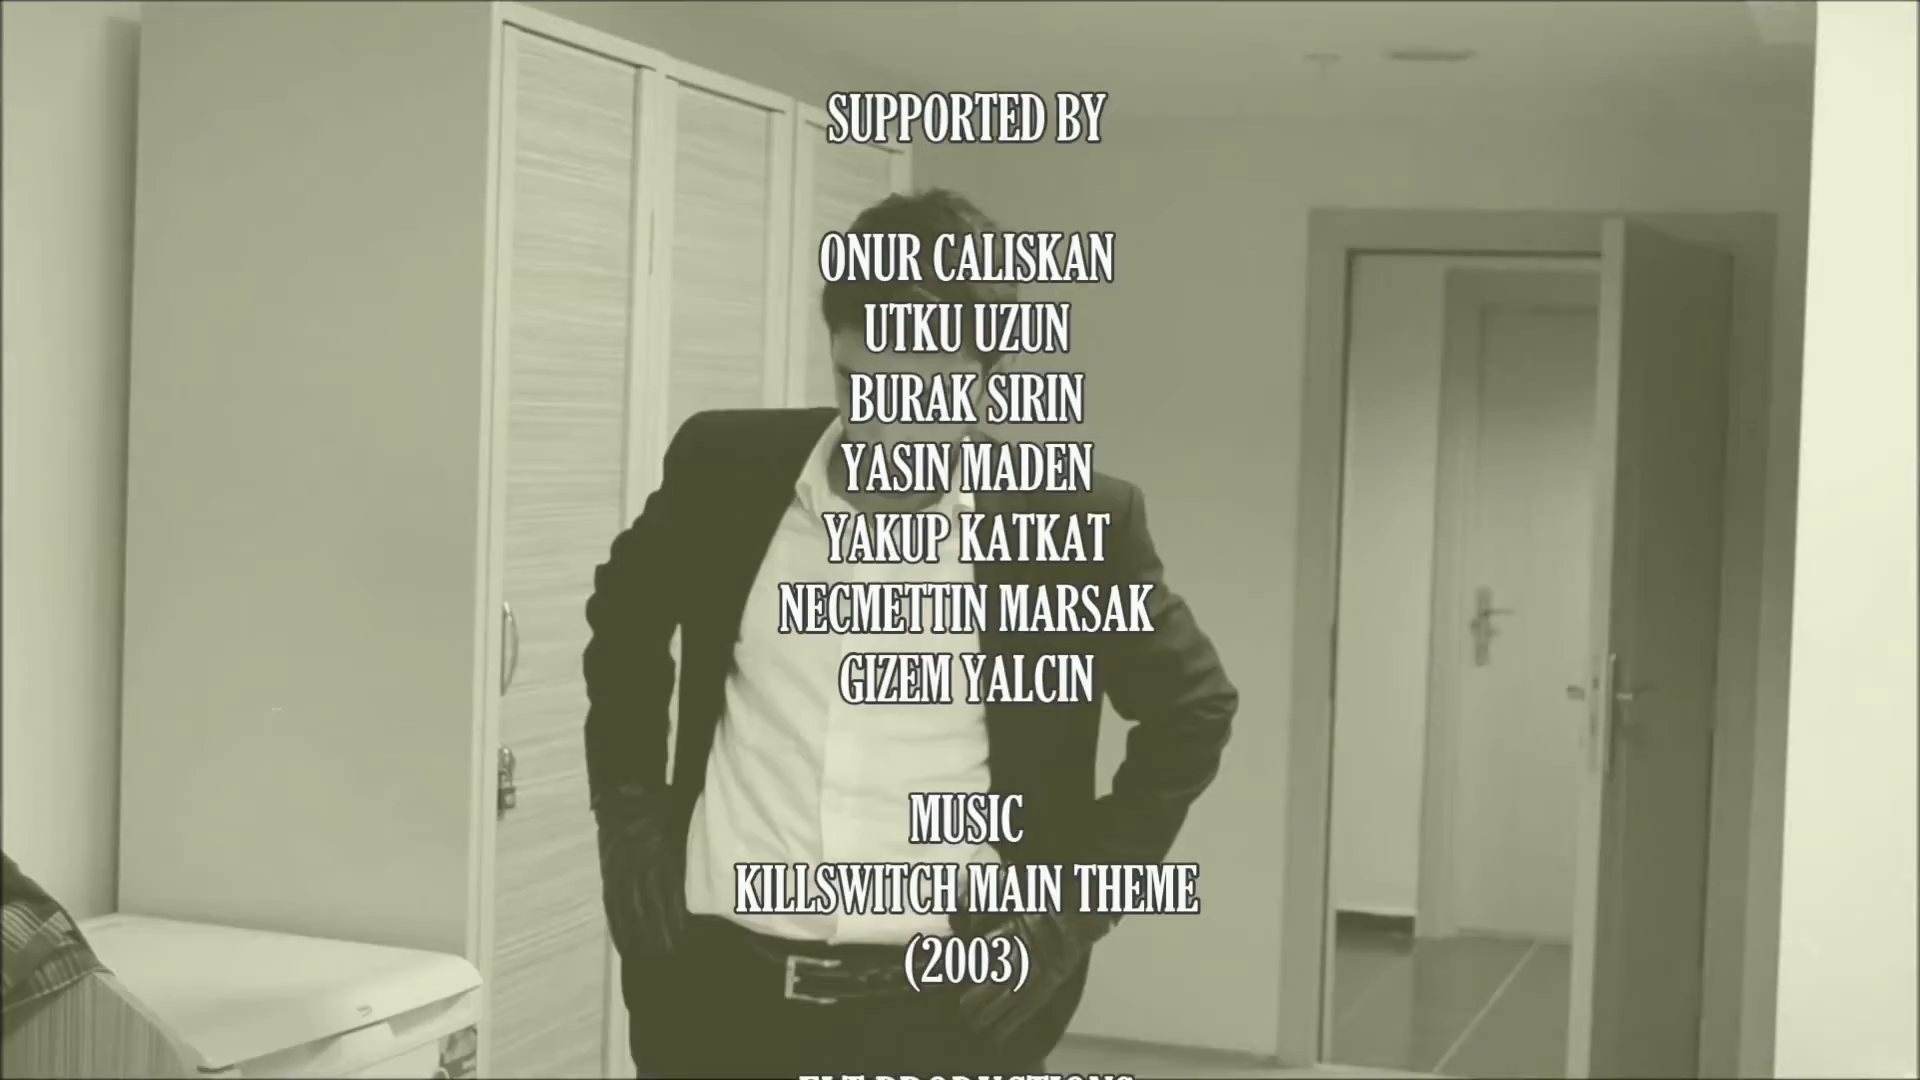 SUPPORTED BY
ONUR CALISKAN
UTKU UZUN
BURAK SIRIN
YASIN MADEN
YAKUP KATKAT
NECMETTIN MARSAK
GIZEM YALCIN
MUSIC
KILLSWITCH MAIN THEME
(2003)
PRODUCTIONS